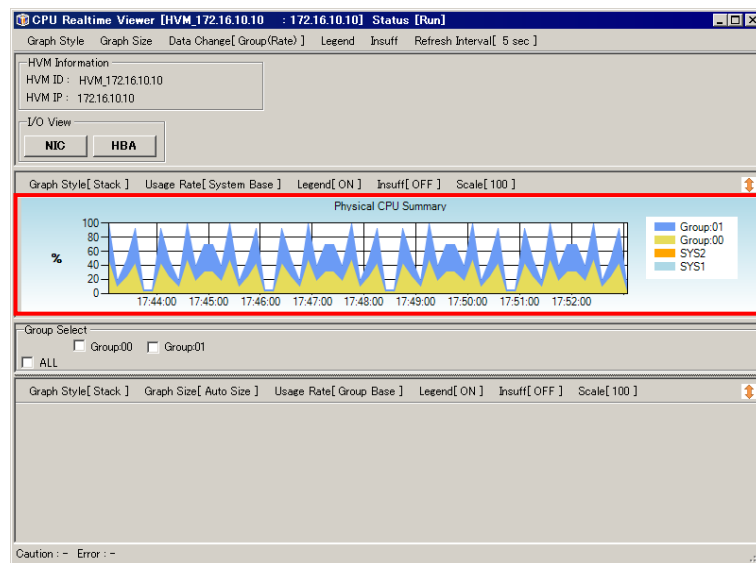 CPU Realtime Viewer [HVM_172.16.10.10 : 172.16.10.10] Status [Run]
Graph Style Graph Size Data Change[ Group(Rate) ] Legend Insuff Refresh Interval[ 5 sec ]
HVM Information
HVM ID : HVM_172.16.10.10
HVM IP : 172.16.10.10
I/O View
NIC HBA
Graph Style[ Stack ] Usage Rate[ System Base ] Legend[ ON ] Insuff[ OFF ] Scale[ 100 ]
Physical CPU Summary
100
80
60
40
20
0
%
17:44:00 17:45:00 17:46:00 17:47:00 17:48:00 17:49:00 17:50:00 17:51:00 17:52:00
Group:01
Group:00
SYS2
SYS1
Group Select
Group:00 Group:01
ALL
Graph Style[ Stack ] Graph Size[ Auto Size ] Usage Rate[ Group Base ] Legend[ ON ] Insuff[ OFF ] Scale[ 100 ]
Caution : - Error : -